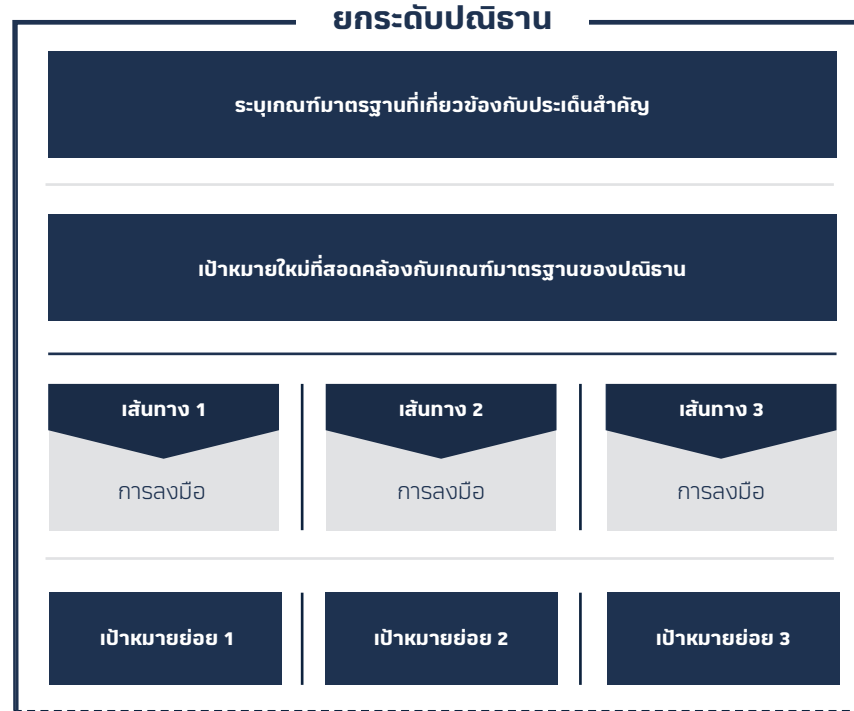 ยกระดับปณิธาน
ระบุเกณฑ์มาตรฐานที่เกี่ยวข้องกับประเด็นสำคัญ
เป้าหมายใหม่ที่สอดคล้องกับเกณฑ์มาตรฐานของปณิธาน
เส้นทาง 1
เส้นทาง 2
เส้นทาง 3
การลงมือ
การลงมือ
การลงมือ
เป้าหมายย่อย 1
เป้าหมายย่อย 2
เป้าหมายย่อย 3